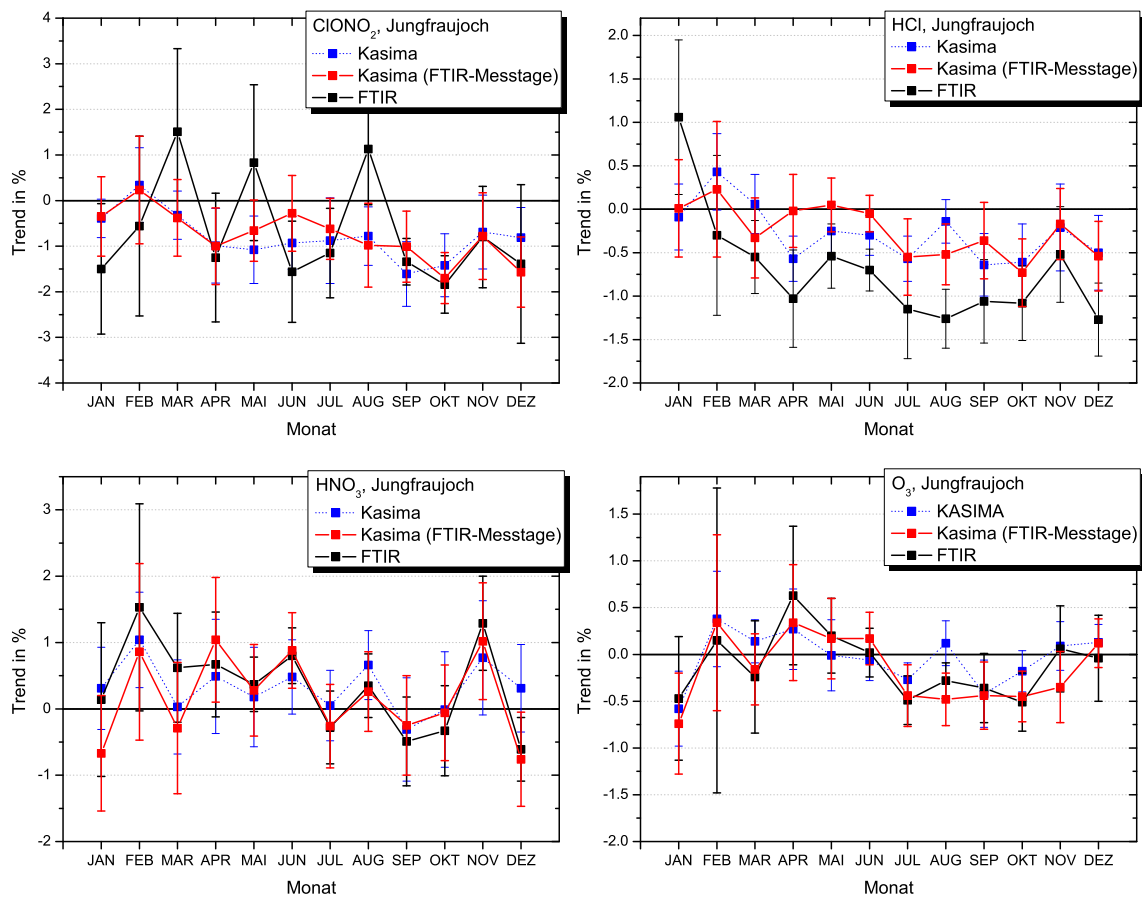 ClONO₂, Jungfraujoch
Kasima
Kasima (FTIR-Messtage)
FTIR
Trend in %
4
3
2
1
0
-1
-2
-3
-4
JAN FEB MAR APR MAI JUN JUL AUG SEP OKT NOV DEZ
Monat
HCl, Jungfraujoch
Kasima
Kasima (FTIR-Messtage)
FTIR
Trend in %
2.0
1.5
1.0
0.5
0.0
-0.5
-1.0
-1.5
-2.0
JAN FEB MAR APR MAI JUN JUL AUG SEP OKT NOV DEZ
Monat
HNO₃, Jungfraujoch
Kasima
Kasima (FTIR-Messtage)
FTIR
Trend in %
3
2
1
0
-1
-2
JAN FEB MAR APR MAI JUN JUL AUG SEP OKT NOV DEZ
Monat
O₃, Jungfraujoch
KASIMA
Kasima (FTIR-Messtage)
FTIR
Trend in %
1.5
1.0
0.5
0.0
-0.5
-1.0
-1.5
-2.0
JAN FEB MAR APR MAI JUN JUL AUG SEP OKT NOV DEZ
Monat